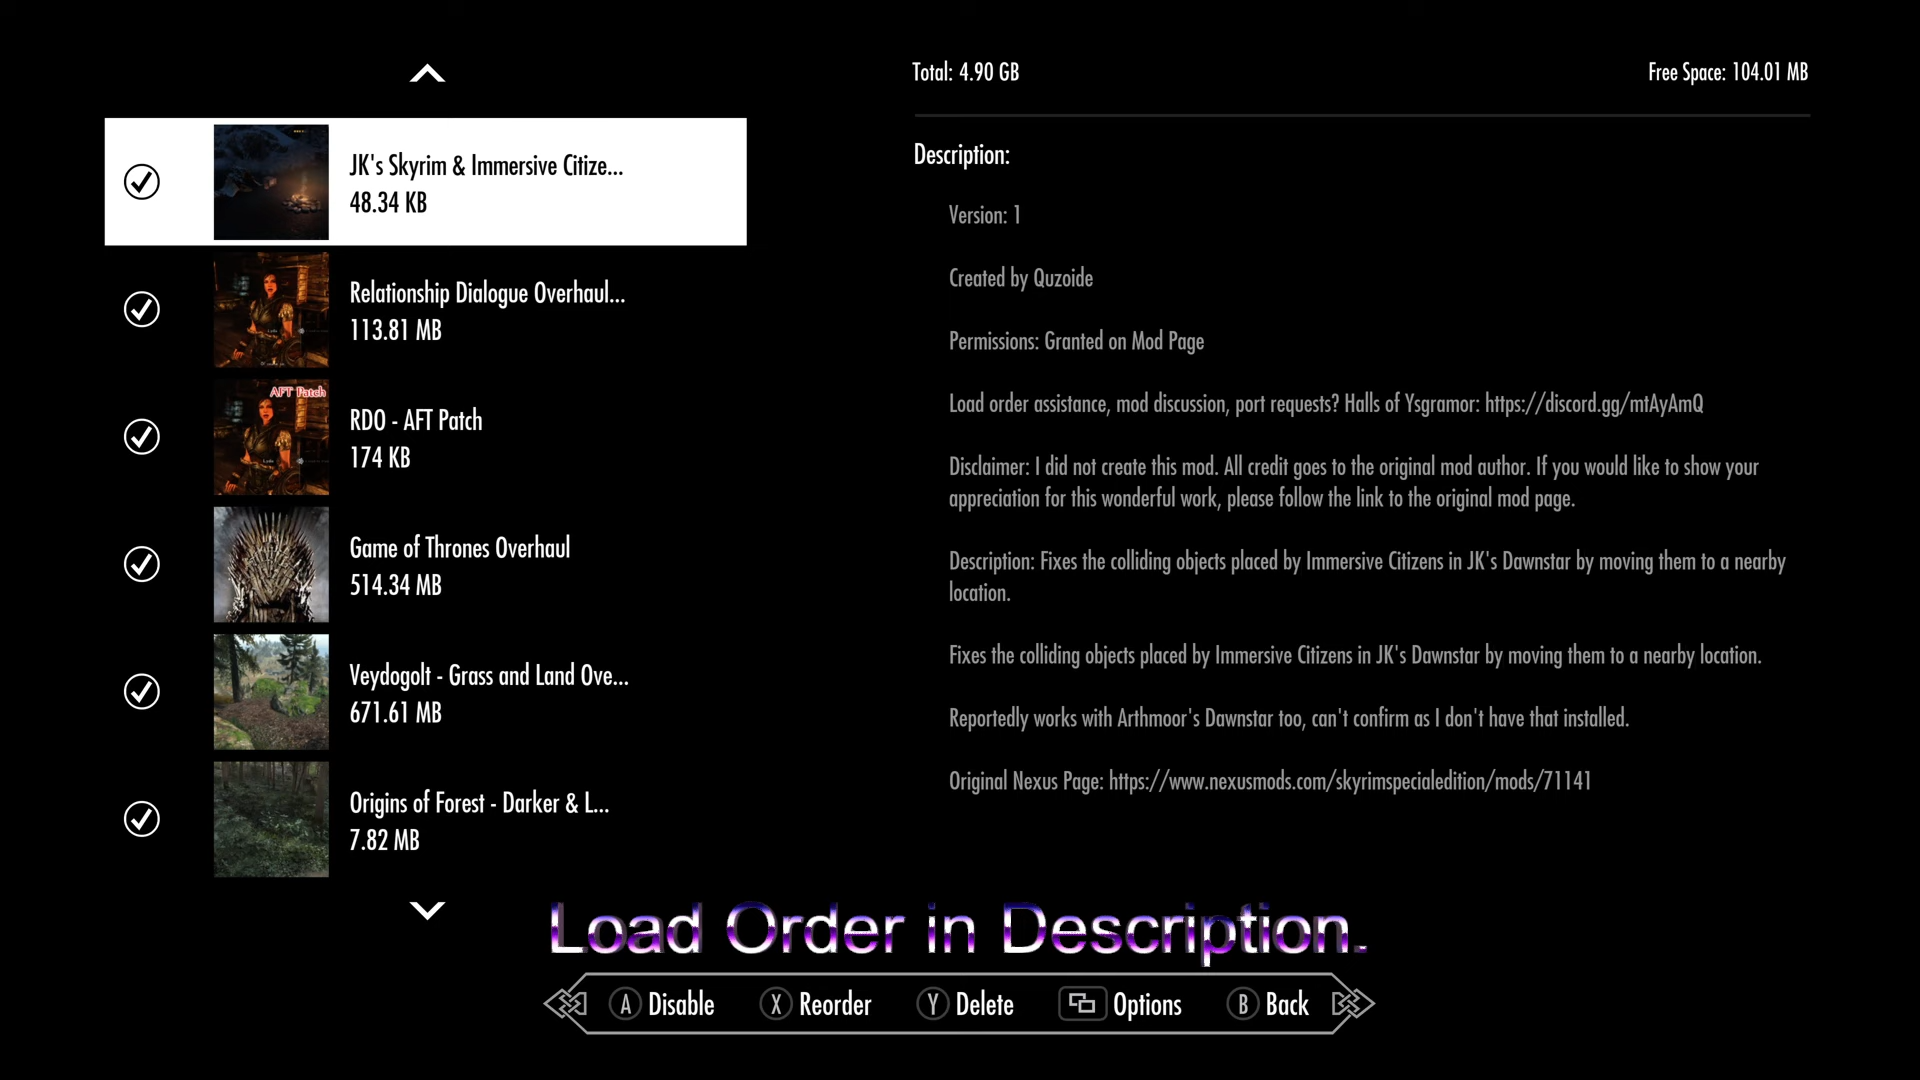 Total: 4.90 GB
Free Space: 104.01 MB
JK's Skyrim & Immersive Citize...
48.34 KB
Relationship Dialogue Overhaul...
113.81 MB
AFT Patch
RDO - AFT Patch
174 KB
Game of Thrones Overhaul
514.34 MB
Veydogolt - Grass and Land Ove...
671.61 MB
Origins of Forest - Darker & L...
7.82 MB
Description:
Version: 1
Created by Quzoide
Permissions: Granted on Mod Page
Load order assistance, mod discussion, port requests? Halls of Ysgramor: https://discord.gg/mtAyAmQ
Disclaimer: I did not create this mod. All credit goes to the original mod author. If you would like to show your
appreciation for this wonderful work, please follow the link to the original mod page.
Description: Fixes the colliding objects placed by Immersive Citizens in JK's Dawnstar by moving them to a nearby
location.
Fixes the colliding objects placed by Immersive Citizens in JK's Dawnstar by moving them to a nearby location.
Reportedly works with Arthmoor's Dawnstar too, can't confirm as I don't have that installed.
Original Nexus Page: https://www.nexusmods.com/skyrimspecialedition/mods/71141
Load Order in Description.
A Disable X Reorder Y Delete Options B Back